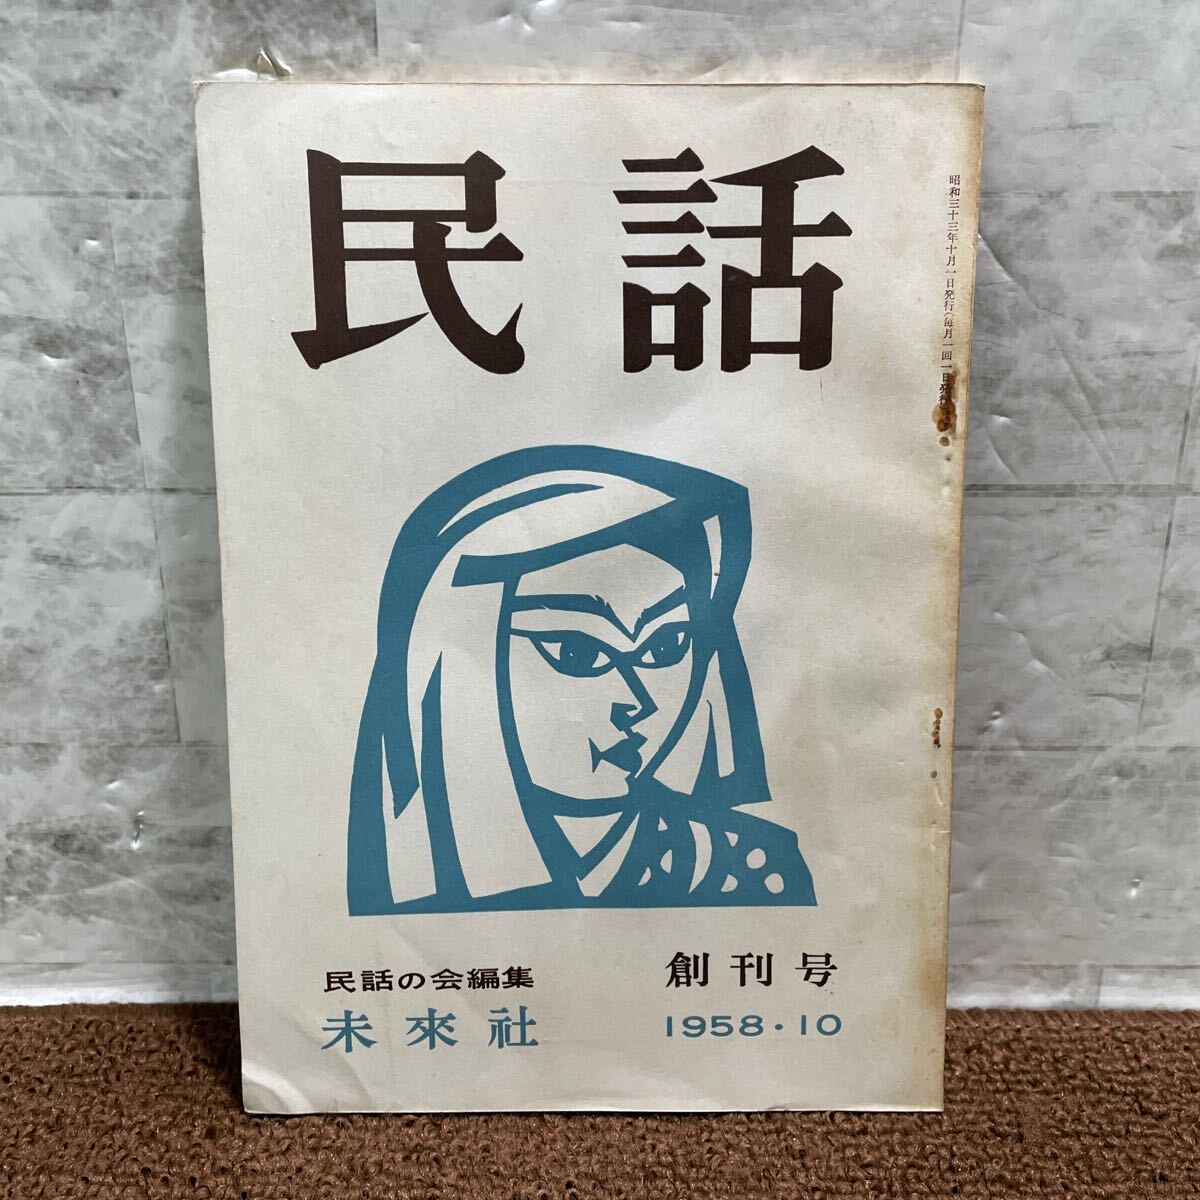 民話
昭和三十三年十月一日発行(毎月一回一日発行)
民話の会編集
未來社
創刊号
1958・10